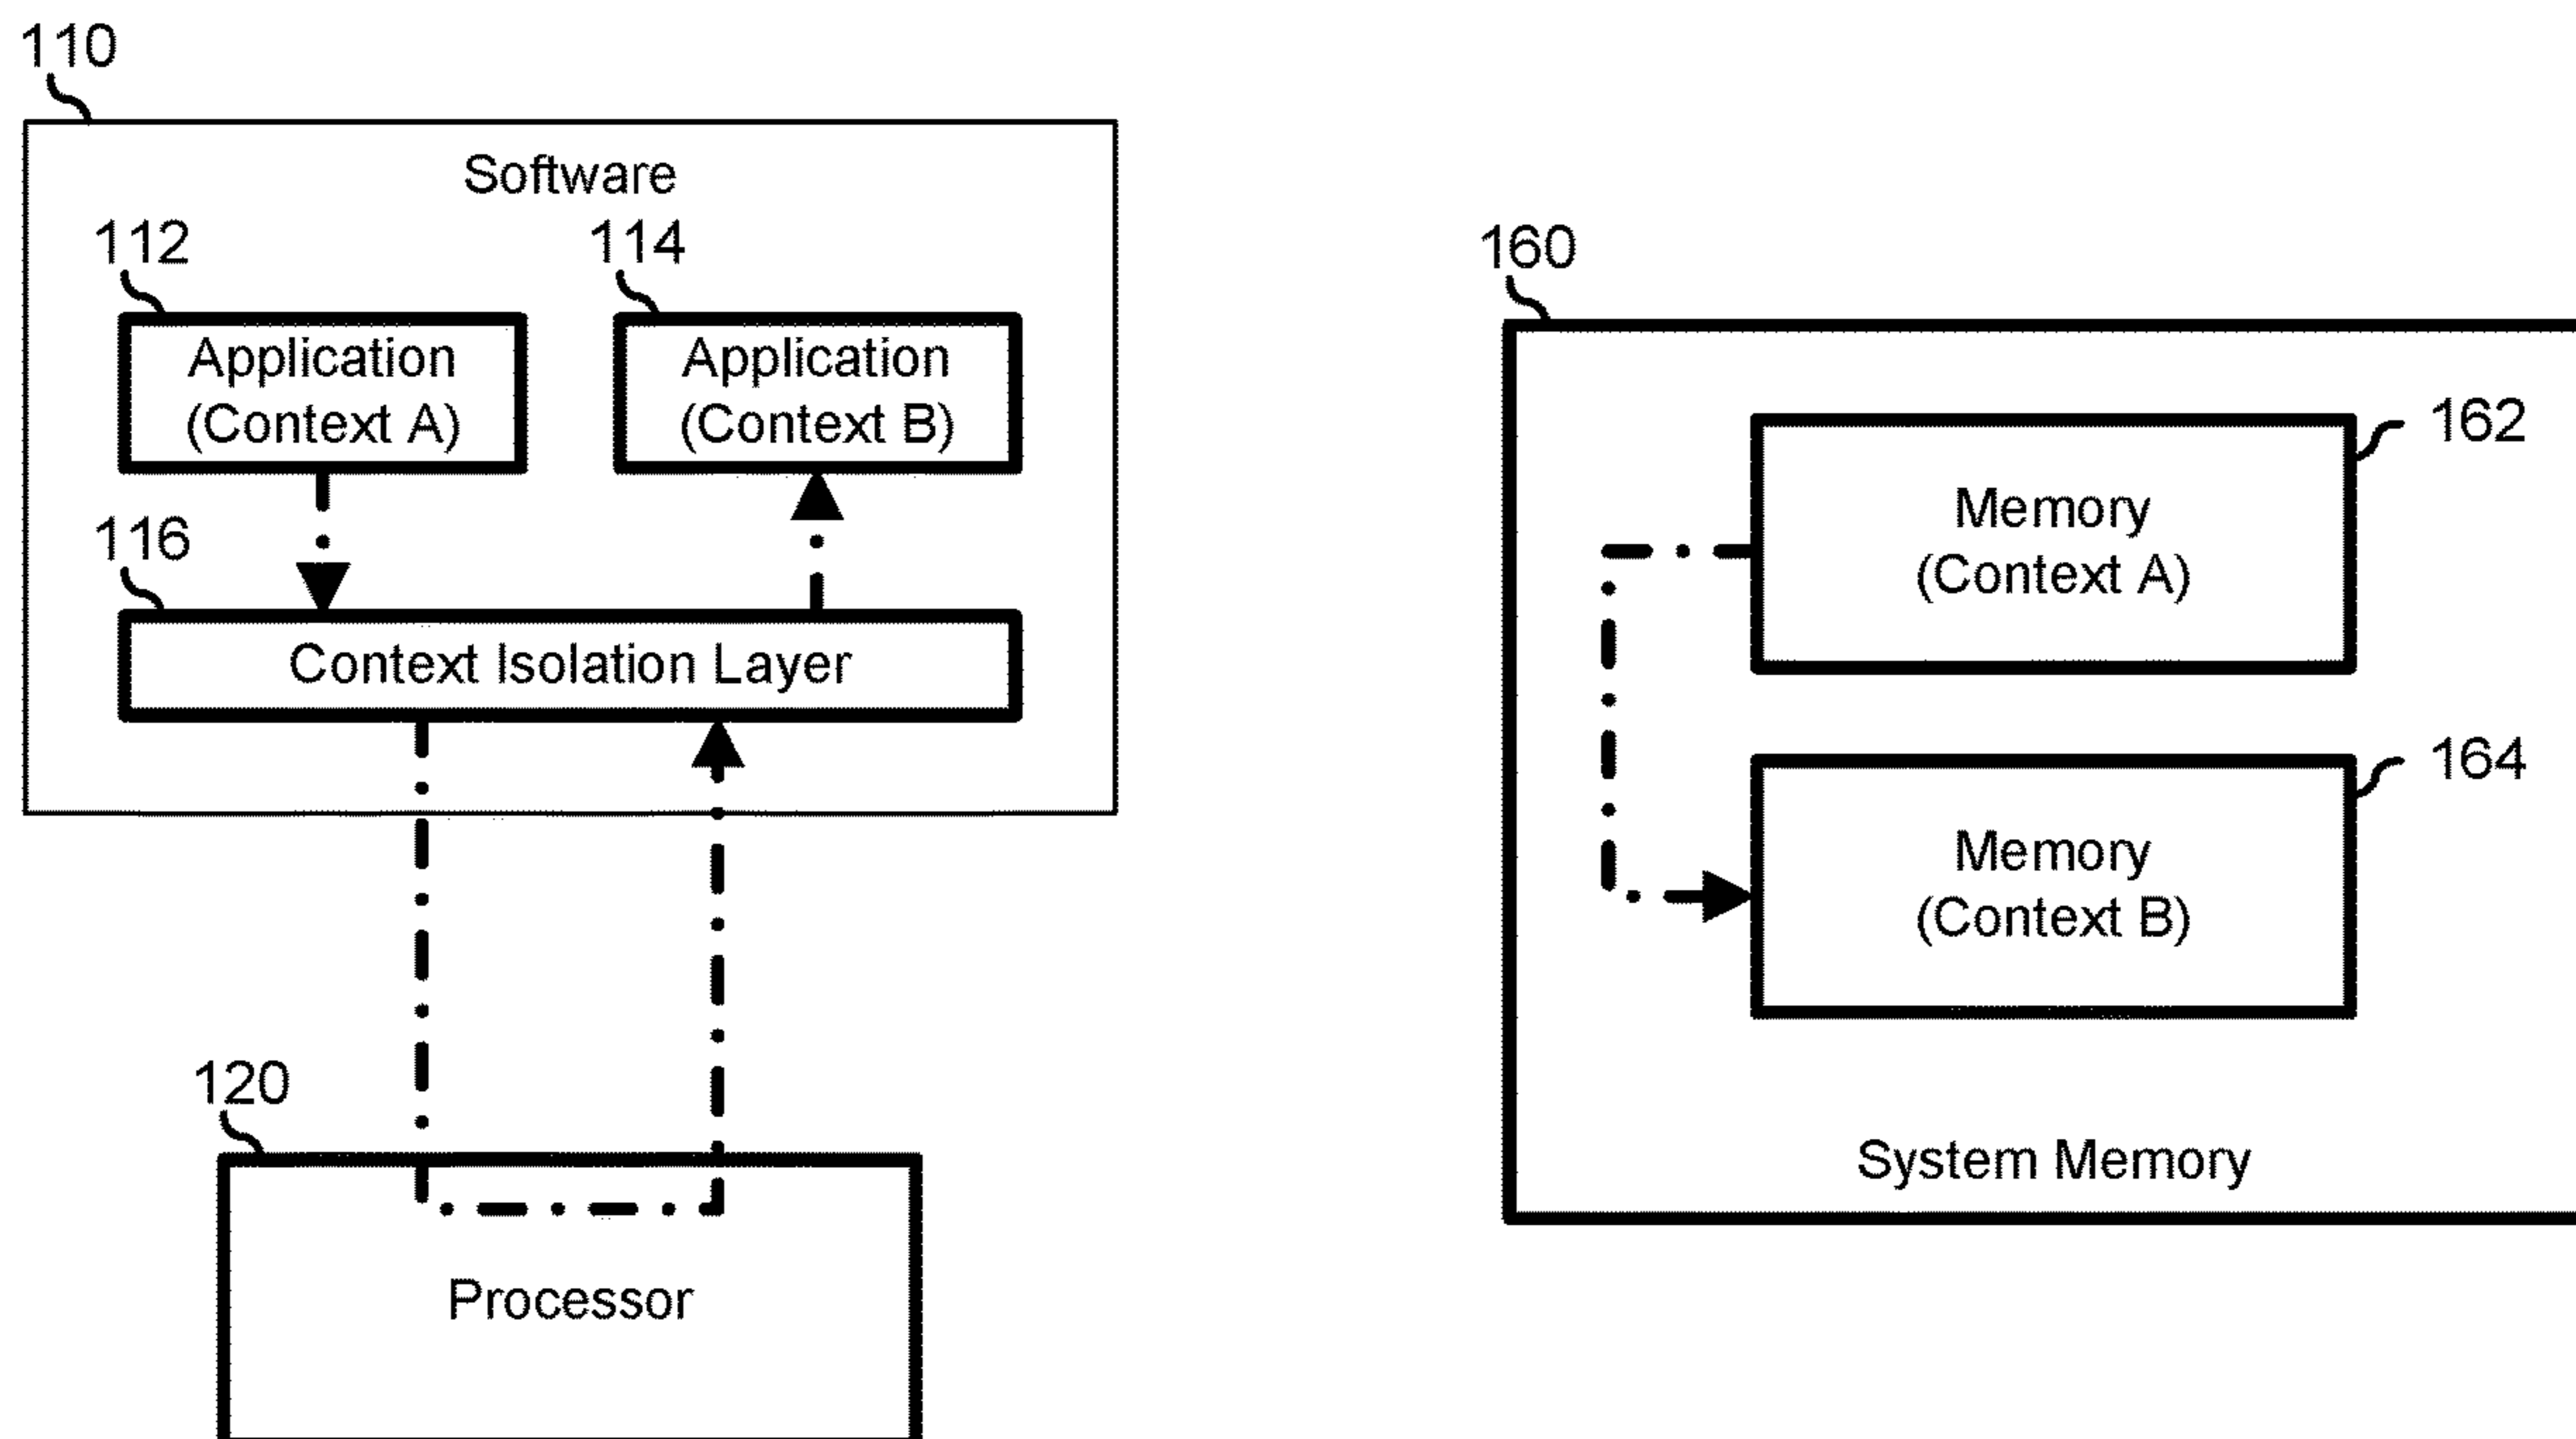 110
Software
112
114
Application
(Context A)
Application
(Context B)
116
Context Isolation Layer
120
Processor
160
162
Memory
(Context A)
164
Memory
(Context B)
System Memory